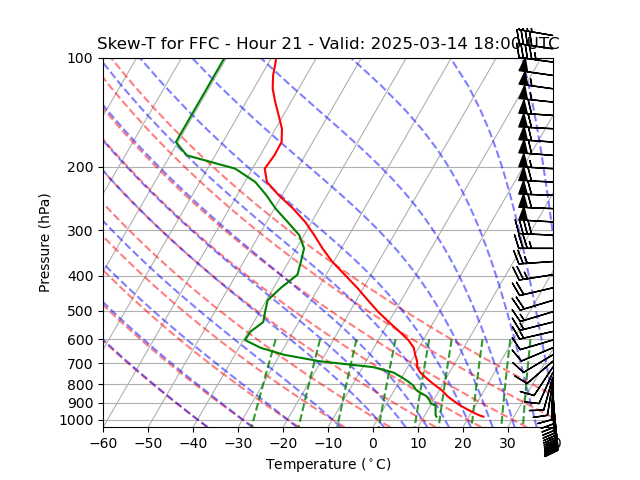 Skew-T for FFC - Hour 21 - Valid: 2025-03-14 18:00 UTC
100
200
300
400
500
600
700
800
900
1000
Pressure (hPa)
−60 −50 −40 −30 −20 −10 0 10 20 30
Temperature (°C)